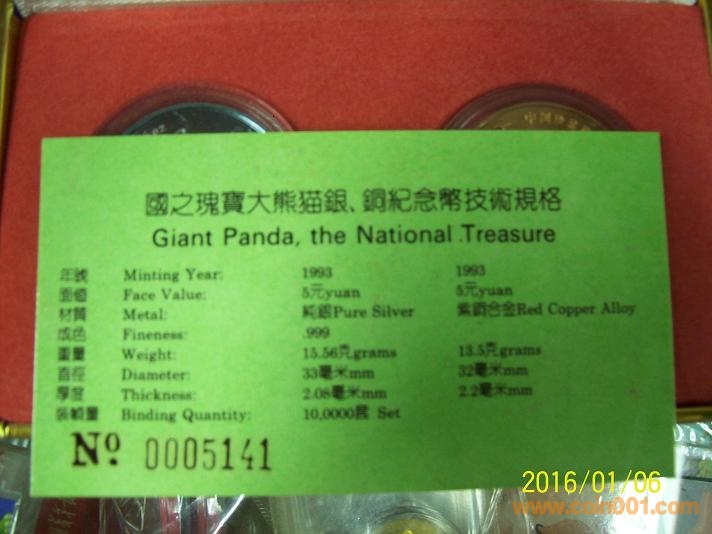 中国珍
國之瑰寶大熊猫銀、銅紀念幣技術規格
Giant Panda, the National Treasure
年號 Minting Year: 1993 1993
面值 Face Value: 5元yuan 5元yuan
材質 Metal: 純銀Pure Silver 紫銅合金Red Copper Alloy
成色 Fineness: .999
重量 Weight: 15.56克grams 13.5克grams
直徑 Diameter: 33毫米mm 32毫米mm
厚度 Thickness: 2.08毫米mm 2.2毫米mm
裝幀量 Binding Quantity: 10,0000套 Set
Nº 0005141
2016/01/06
www.coin001.com